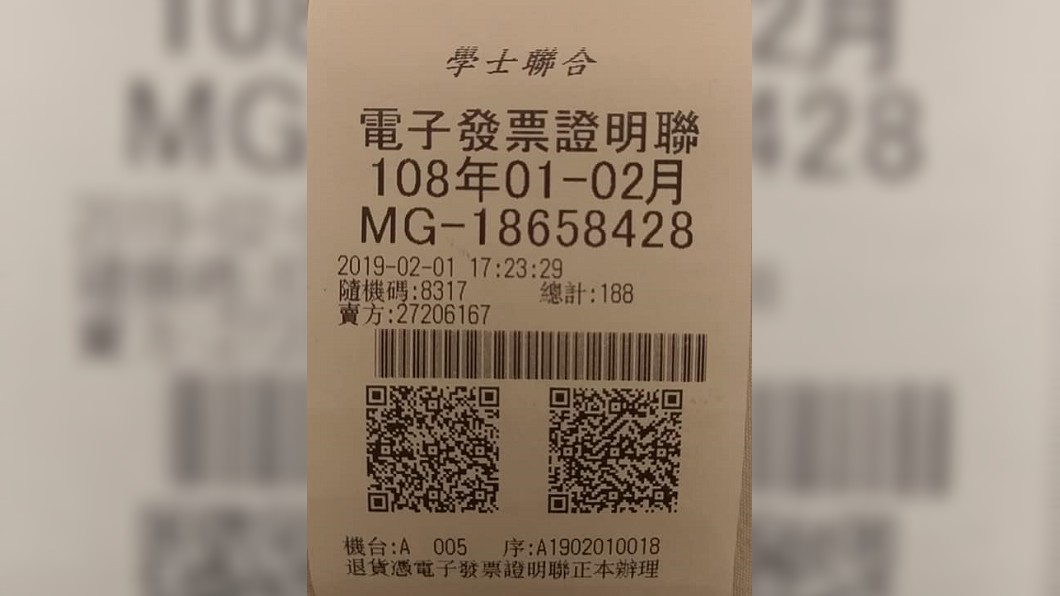 學士聯合
電子發票證明聯
108年01-02月
MG-18658428
2019-02-01 17:23:29
隨機碼:8317 總計:188
賣方:27206167
機台:A 005 序:A1902010018
退貨憑電子發票證明聯正本辦理